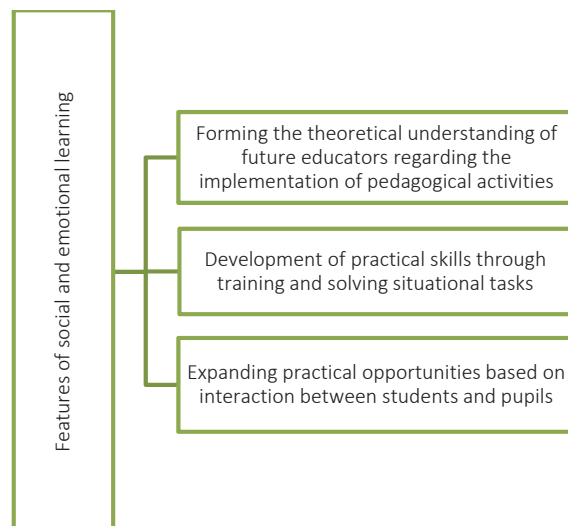 Features of social and emotional learning
Forming the theoretical understanding of
future educators regarding the
implementation of pedagogical activities
Development of practical skills through
training and solving situational tasks
Expanding practical opportunities based on
interaction between students and pupils